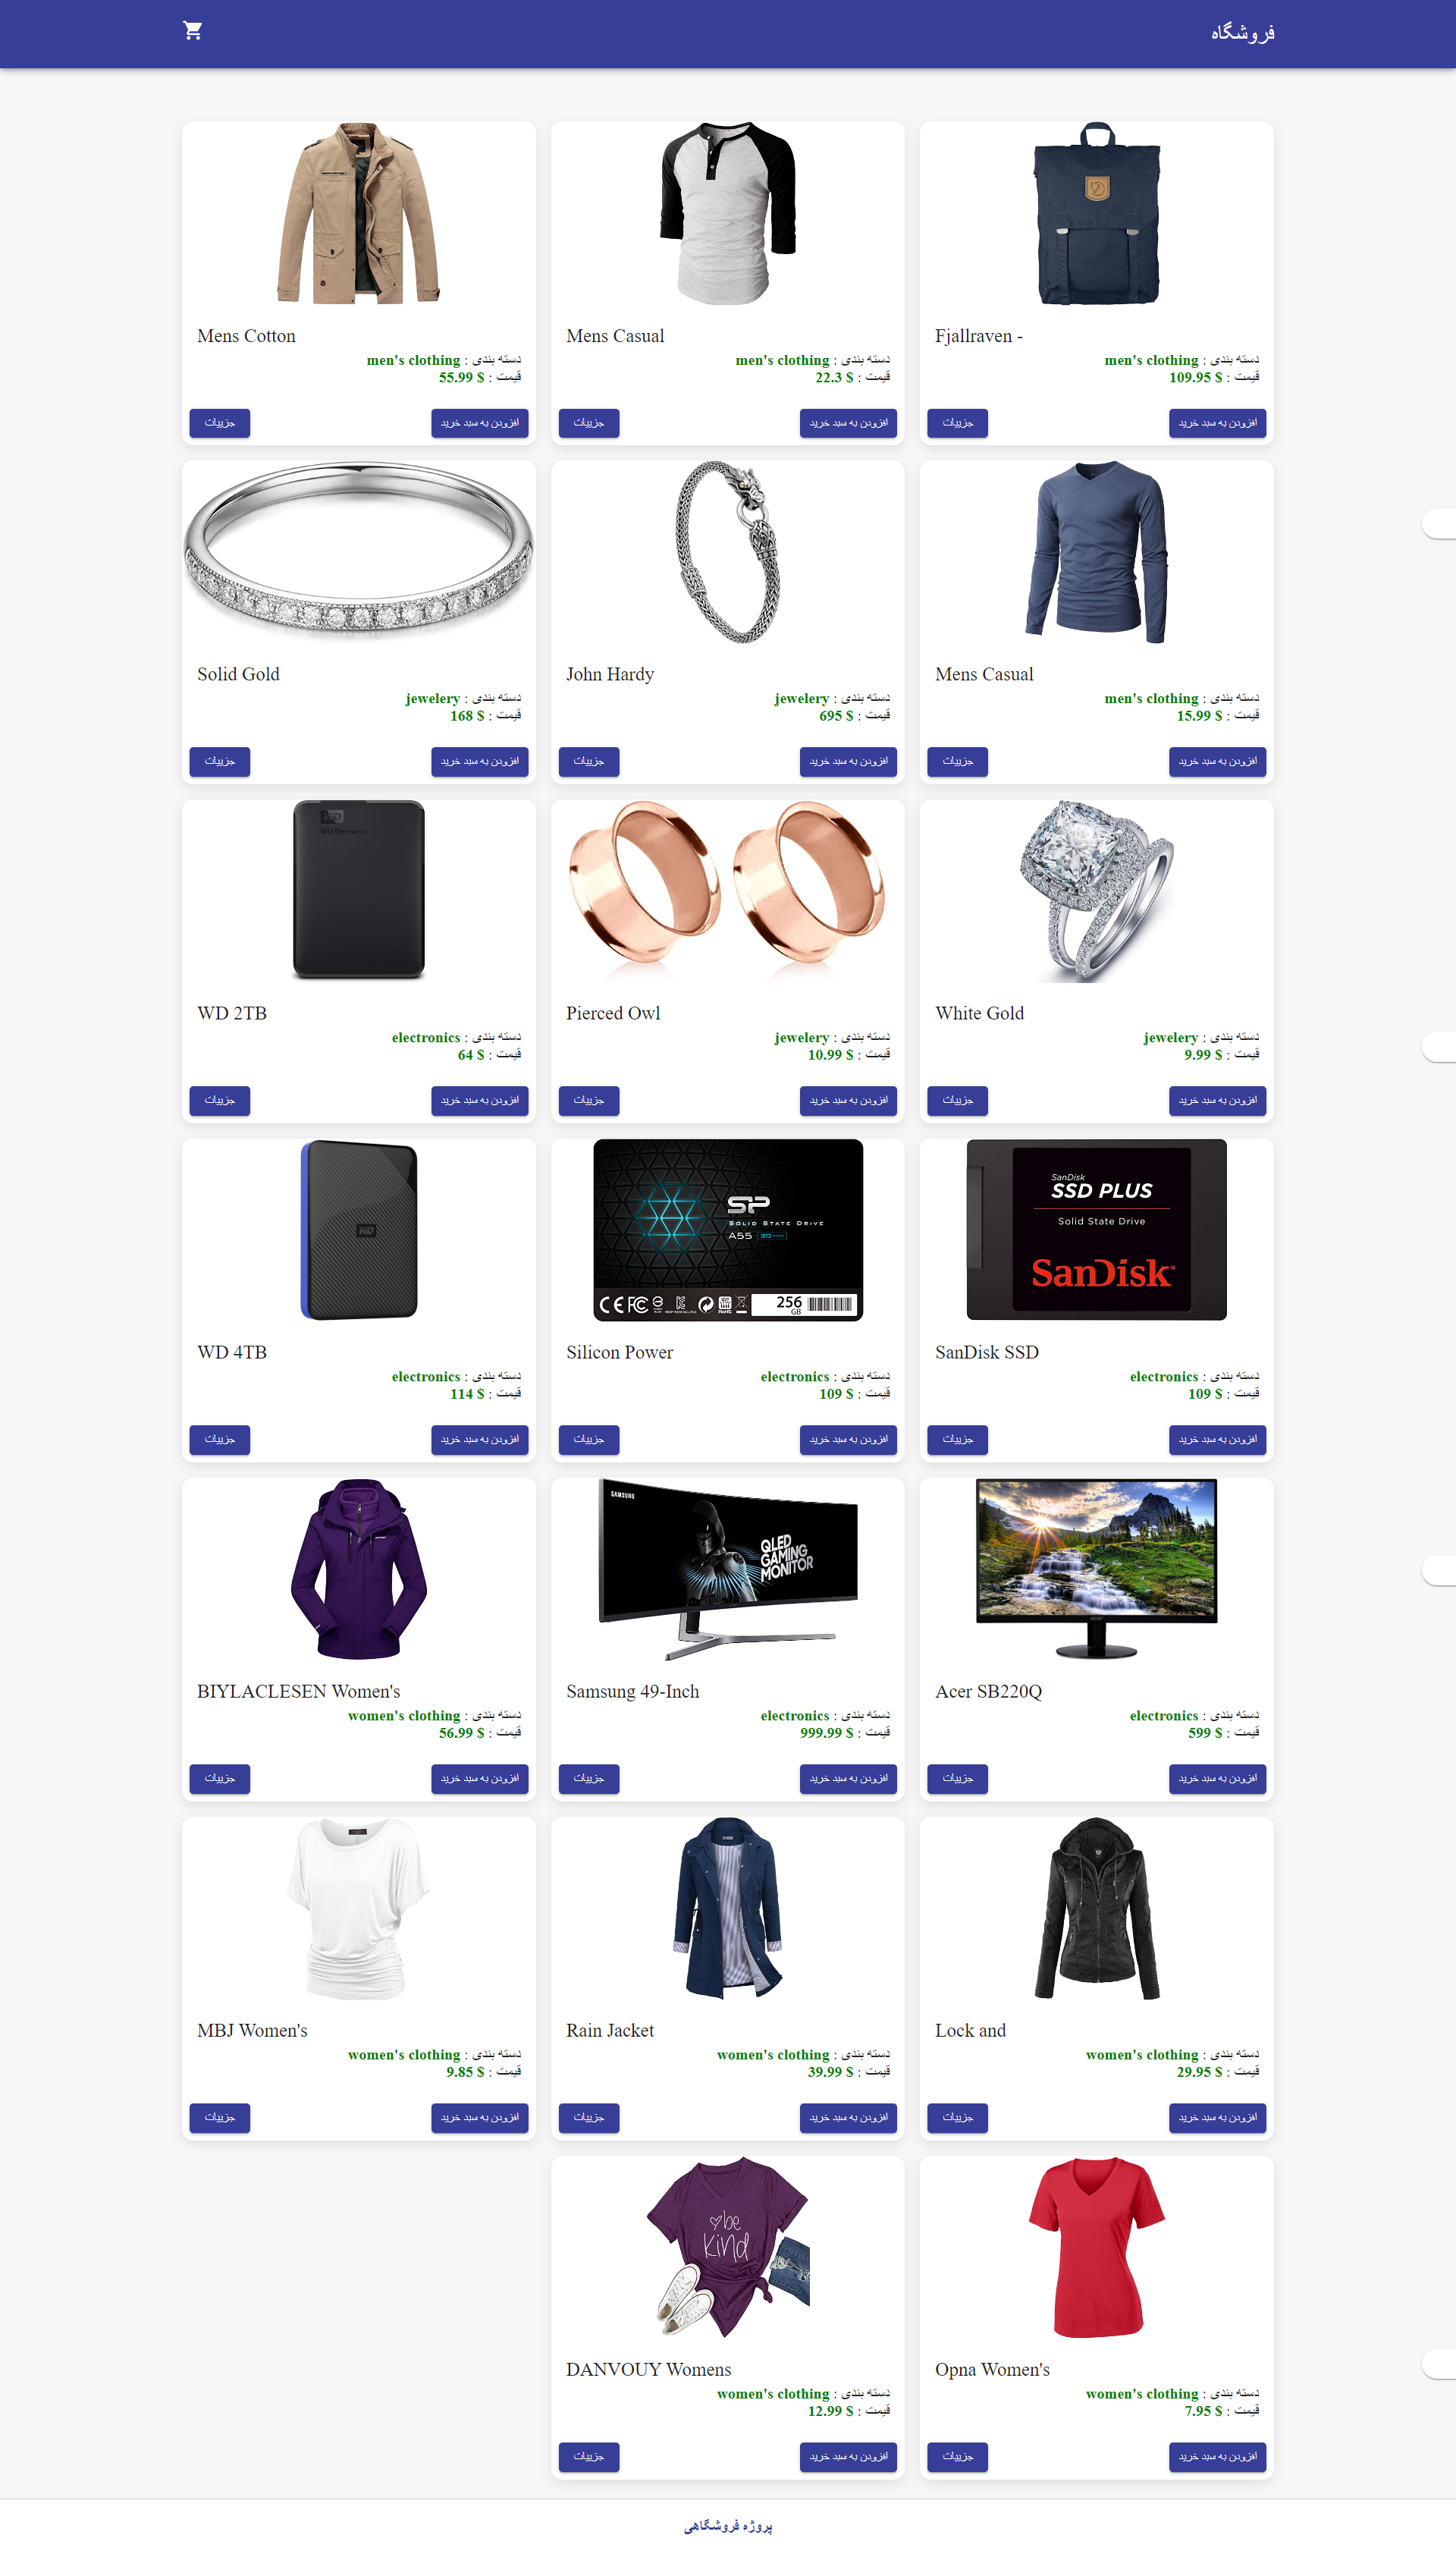 فروشگاه
Fjallraven -
دسته بندی : men's clothing
قیمت : 109.95 $
افزودن به سبد خرید
جزییات
Mens Casual
دسته بندی : men's clothing
قیمت : 22.3 $
افزودن به سبد خرید
جزییات
Mens Cotton
دسته بندی : men's clothing
قیمت : 55.99 $
افزودن به سبد خرید
جزییات
Mens Casual
دسته بندی : men's clothing
قیمت : 15.99 $
افزودن به سبد خرید
جزییات
John Hardy
دسته بندی : jewelery
قیمت : 695 $
افزودن به سبد خرید
جزییات
Solid Gold
دسته بندی : jewelery
قیمت : 168 $
افزودن به سبد خرید
جزییات
White Gold
دسته بندی : jewelery
قیمت : 9.99 $
افزودن به سبد خرید
جزییات
Pierced Owl
دسته بندی : jewelery
قیمت : 10.99 $
افزودن به سبد خرید
جزییات
WD Elements
WD 2TB
دسته بندی : electronics
قیمت : 64 $
افزودن به سبد خرید
جزییات
SanDisk
SSD PLUS
Solid State Drive
SanDisk
SanDisk SSD
دسته بندی : electronics
قیمت : 109 $
افزودن به سبد خرید
جزییات
SP
SOLID STATE DRIVE
A55
256
GB
Silicon Power
دسته بندی : electronics
قیمت : 109 $
افزودن به سبد خرید
جزییات
WD
WD 4TB
دسته بندی : electronics
قیمت : 114 $
افزودن به سبد خرید
جزییات
Acer SB220Q
دسته بندی : electronics
قیمت : 599 $
افزودن به سبد خرید
جزییات
SAMSUNG
QLED
GAMING
MONITOR
Samsung 49-Inch
دسته بندی : electronics
قیمت : 999.99 $
افزودن به سبد خرید
جزییات
BIYLACLESEN Women's
دسته بندی : women's clothing
قیمت : 56.99 $
افزودن به سبد خرید
جزییات
Lock and
دسته بندی : women's clothing
قیمت : 29.95 $
افزودن به سبد خرید
جزییات
Rain Jacket
دسته بندی : women's clothing
قیمت : 39.99 $
افزودن به سبد خرید
جزییات
MBJ Women's
دسته بندی : women's clothing
قیمت : 9.85 $
افزودن به سبد خرید
جزییات
Opna Women's
دسته بندی : women's clothing
قیمت : 7.95 $
افزودن به سبد خرید
جزییات
be
kind
DANVOUY Womens
دسته بندی : women's clothing
قیمت : 12.99 $
افزودن به سبد خرید
جزییات
پروژه فروشگاهی